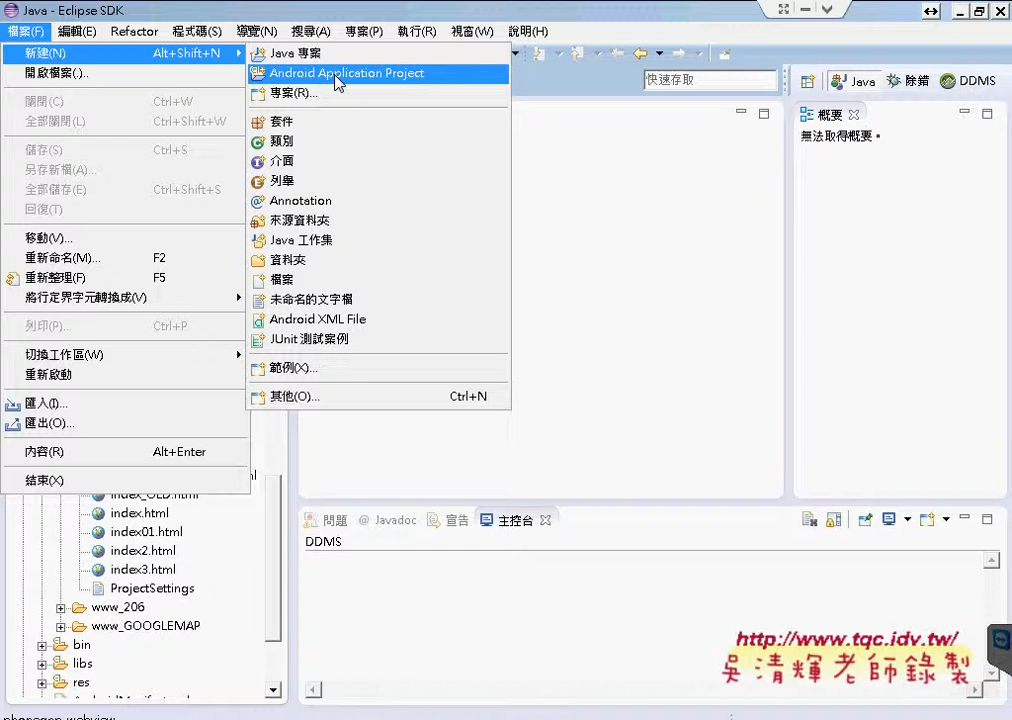 Java - Eclipse SDK
檔案(F) 編輯(E) Refactor 程式碼(S) 導覽(N) 搜尋(A) 專案(P) 執行(R) 視窗(W) 說明(H)
新建(N) Alt+Shift+N
開啟檔案(.)..
關閉(C) Ctrl+W
全部關閉(L) Ctrl+Shift+W
儲存(S) Ctrl+S
另存新檔(A)...
全部儲存(E) Ctrl+Shift+S
回復(T)
移動(V)...
重新命名(M)... F2
重新整理(F) F5
將行定界字元轉換成(V)
列印(P)... Ctrl+P
切換工作區(W)
重新啟動
匯入(I)...
匯出(O)...
內容(R) Alt+Enter
結束(X)
Java 專案
Android Application Project
專案(R)...
套件
類別
介面
列舉
Annotation
來源資料夾
Java 工作集
資料夾
檔案
未命名的文字檔
Android XML File
JUnit 測試案例
範例(X)...
其他(O)... Ctrl+N
快速存取
Java 除錯 DDMS
概要
無法取得概要。
index_OLD.html
index.html
index01.html
index2.html
index3.html
ProjectSettings
www_206
www_GOOGLEMAP
bin
libs
res
問題 @ Javadoc 宣告 主控台
DDMS
http://www.tqc.idv.tw/
吳清輝老師錄製